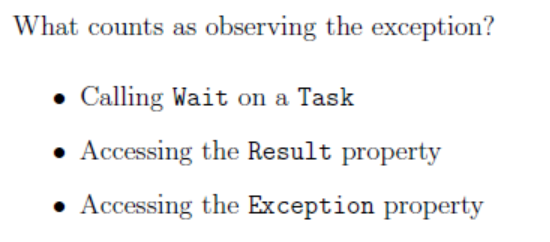 What counts as observing the exception?
• Calling Wait on a Task
• Accessing the Result property
• Accessing the Exception property